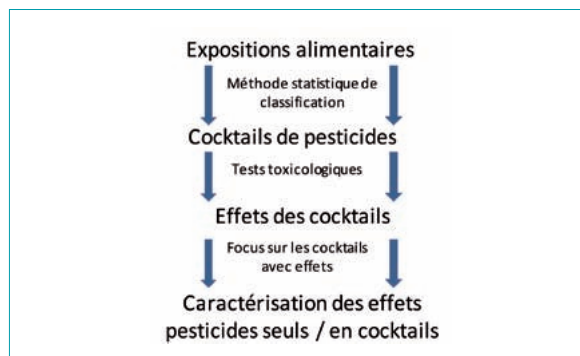 Expositions alimentaires
Méthode statistique de
classification
Cocktails de pesticides
Tests toxicologiques
Effets des cocktails
Focus sur les cocktails
avec effets
Caractérisation des effets
pesticides seuls / en cocktails